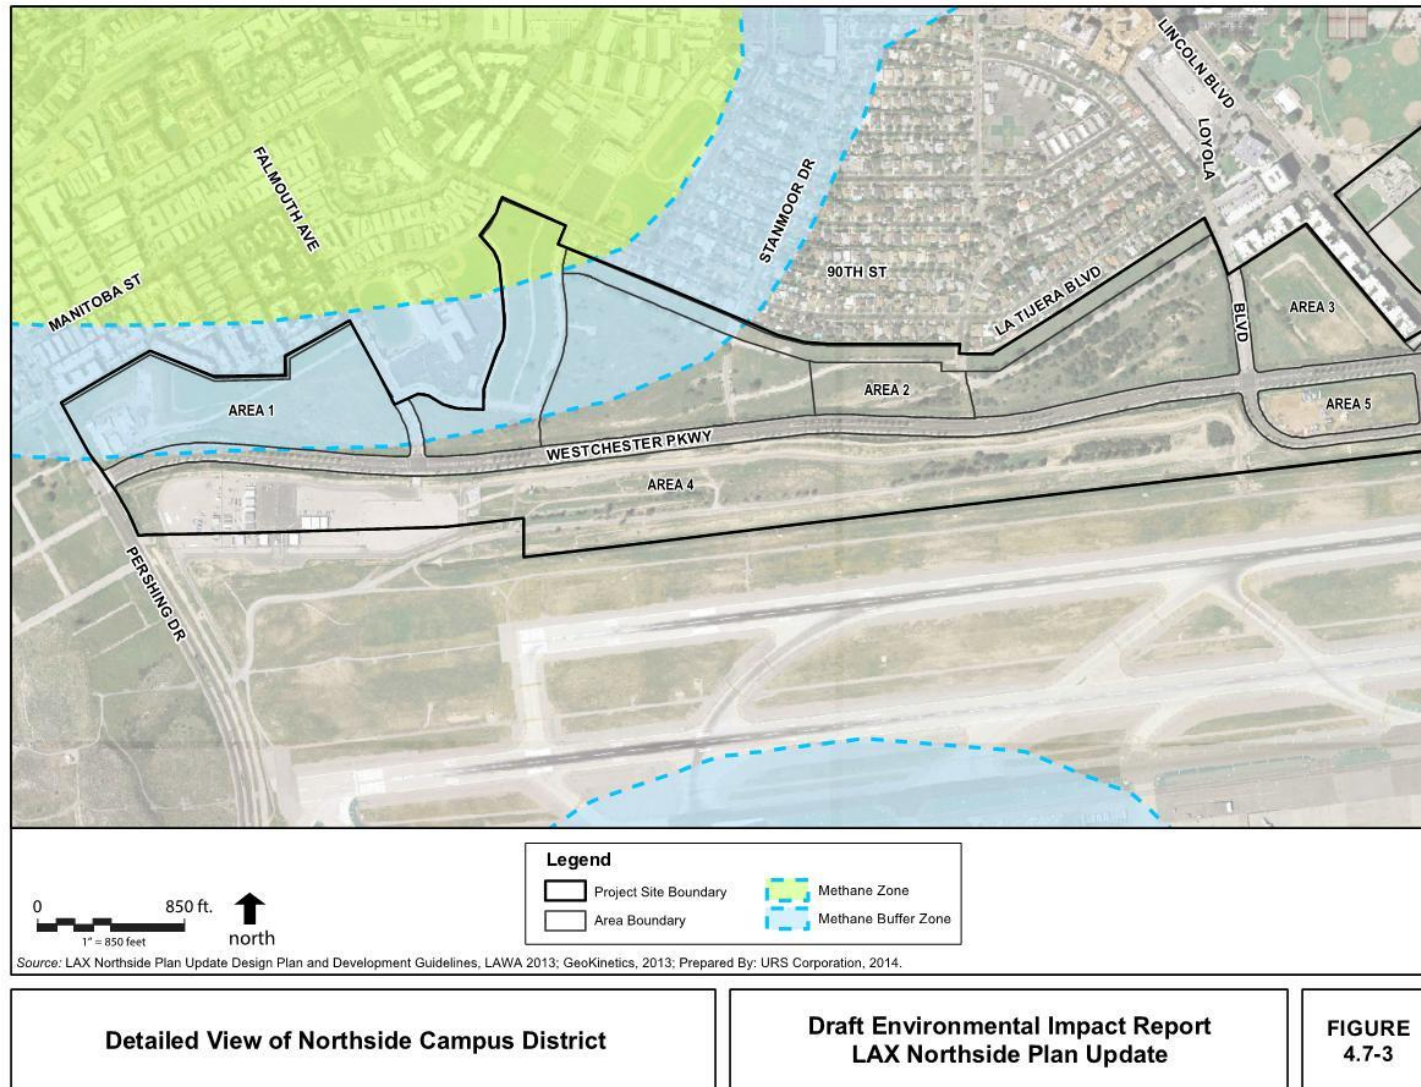 LINCOLN BLVD
LOYOLA
FALMOUTH AVE
STANMOOR DR
90TH ST
MANITOBA ST
LA TIJERA BLVD
BLVD
AREA 3
AREA 1
AREA 2
AREA 5
WESTCHESTER PKWY
AREA 4
PERSHING DR
Legend
Project Site Boundary
Methane Zone
Area Boundary
Methane Buffer Zone
0 850 ft.
1" = 850 feet
north
Source: LAX Northside Plan Update Design Plan and Development Guidelines, LAWA 2013; GeoKinetics, 2013; Prepared By: URS Corporation, 2014.
Detailed View of Northside Campus District
Draft Environmental Impact Report
LAX Northside Plan Update
FIGURE
4.7-3